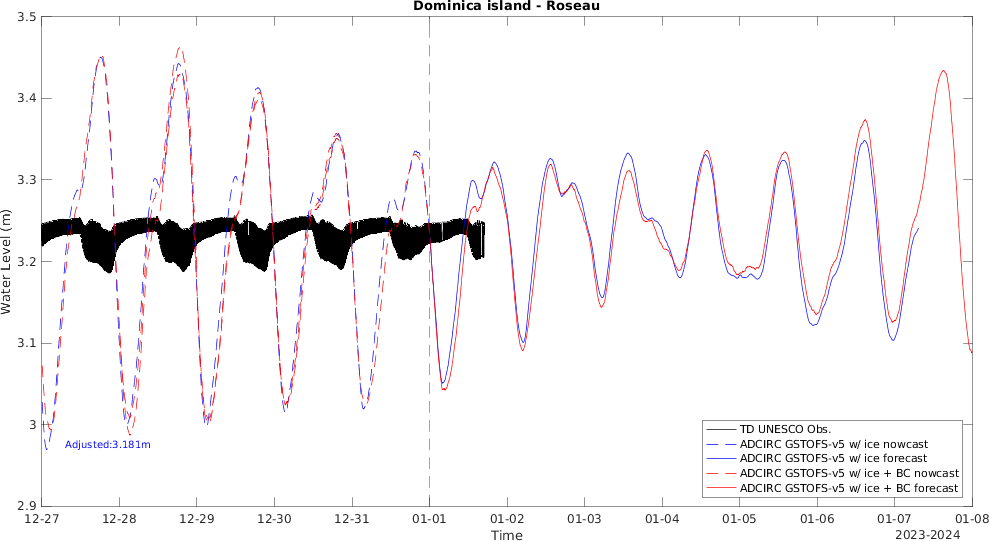 Dominica island - Roseau
3.5
3.4
3.3
3.2
3.1
3
2.9
Water Level (m)
Adjusted:3.181m
TD UNESCO Obs.
ADCIRC GSTOFS-v5 w/ ice nowcast
ADCIRC GSTOFS-v5 w/ ice forecast
ADCIRC GSTOFS-v5 w/ ice + BC nowcast
ADCIRC GSTOFS-v5 w/ ice + BC forecast
12-27 12-28 12-29 12-30 12-31 01-01 01-02 01-03 01-04 01-05 01-06 01-07 01-08
Time
2023-2024